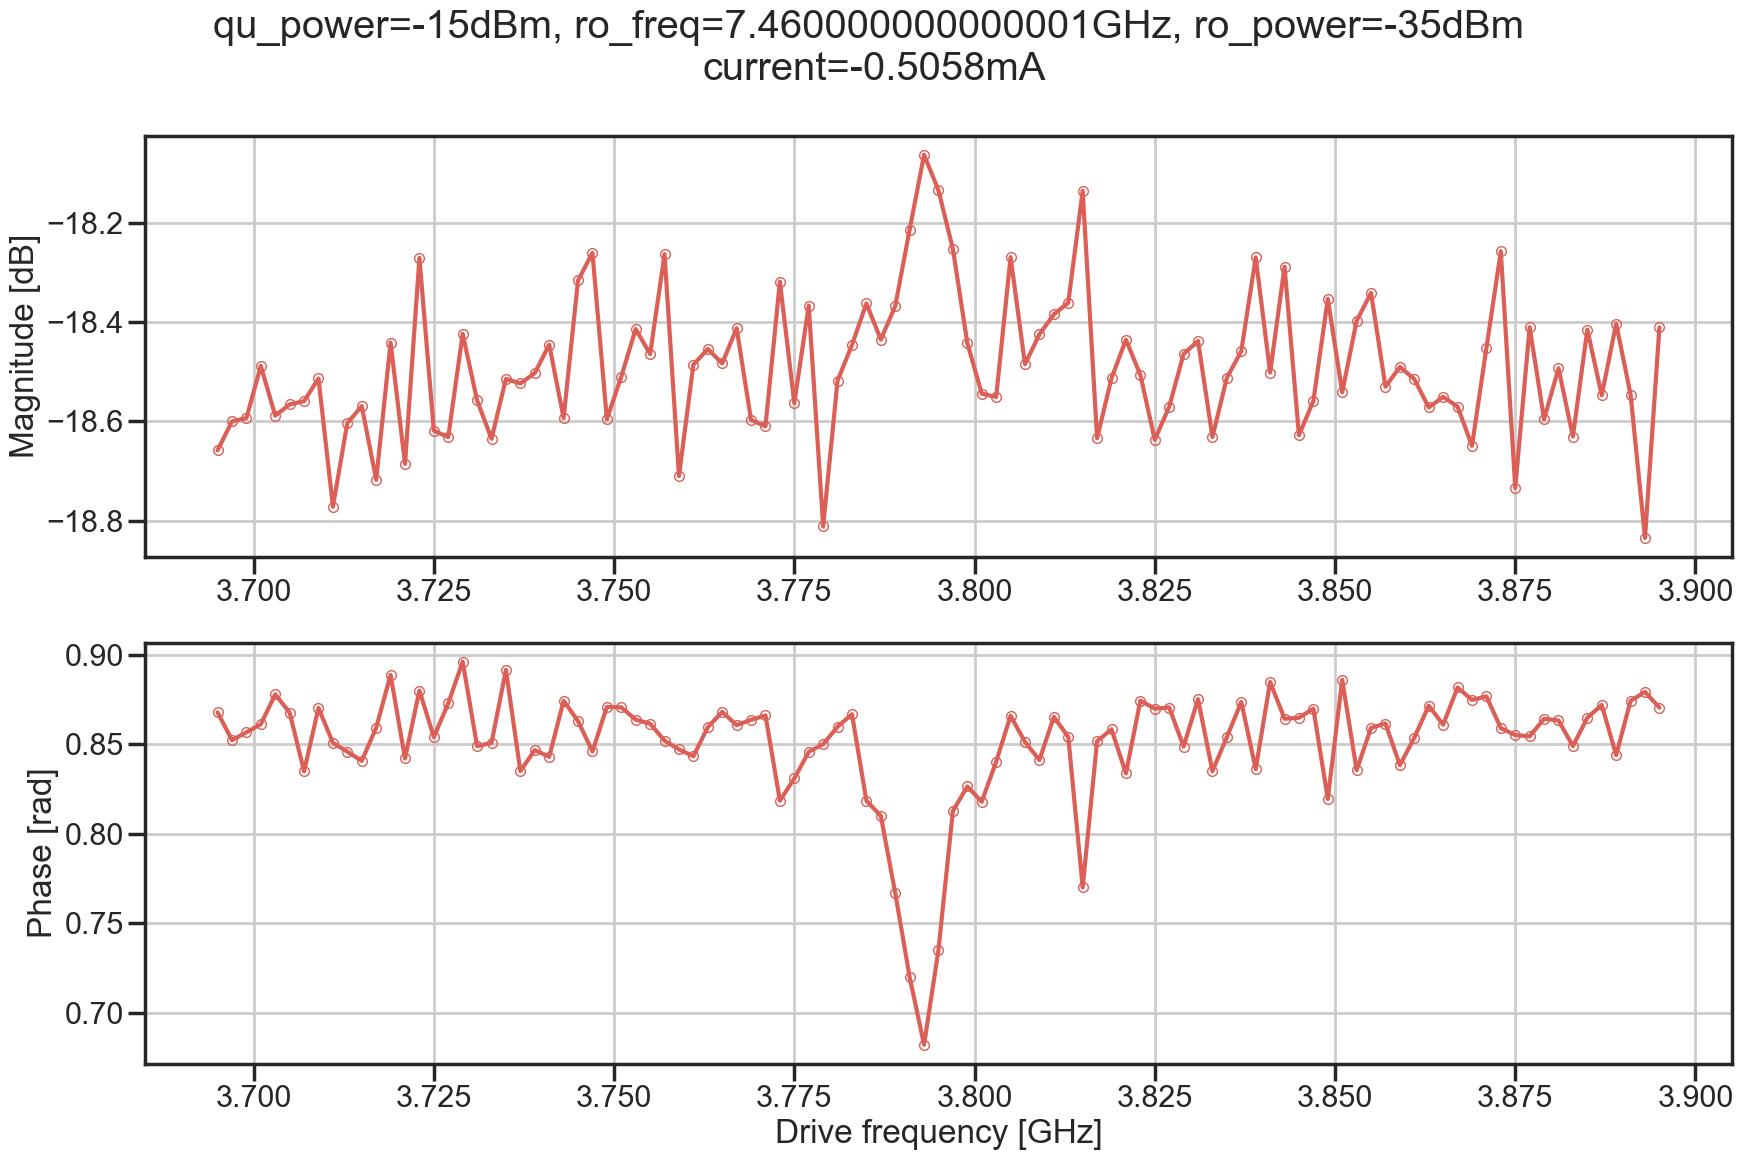 qu_power=-15dBm, ro_freq=7.460000000000001GHz, ro_power=-35dBm
current=-0.5058mA
Magnitude [dB]
−18.2
−18.4
−18.6
−18.8
3.700 3.725 3.750 3.775 3.800 3.825 3.850 3.875 3.900
Phase [rad]
0.90
0.85
0.80
0.75
0.70
3.700 3.725 3.750 3.775 3.800 3.825 3.850 3.875 3.900
Drive frequency [GHz]